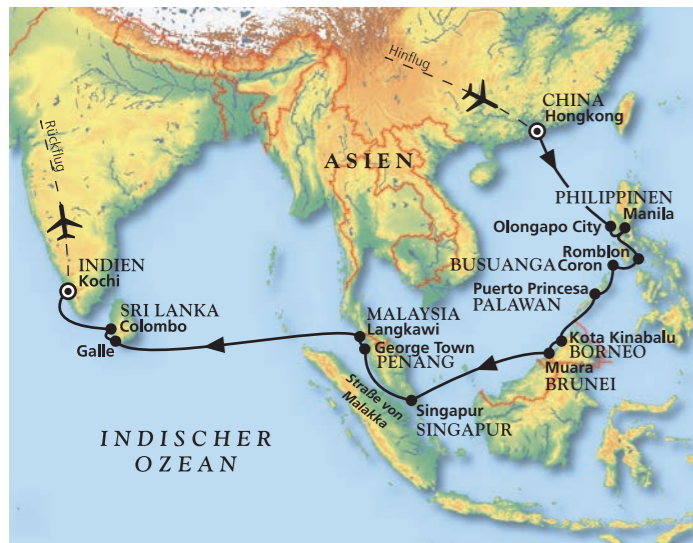 Hinflug
CHINA
Hongkong
Rückflug
ASIEN
PHILIPPINEN
Manila
Olongapo City
Romblon
BUSUANGA
Coron
INDIEN
Kochi
Puerto Princesa
PALAWAN
SRI LANKA
Colombo
MALAYSIA
Langkawi
Galle
George Town
PENANG
Kota Kinabalu
BORNEO
Muara
BRUNEI
Straße von
Malakka
Singapur
SINGAPUR
INDISCHER
OZEAN